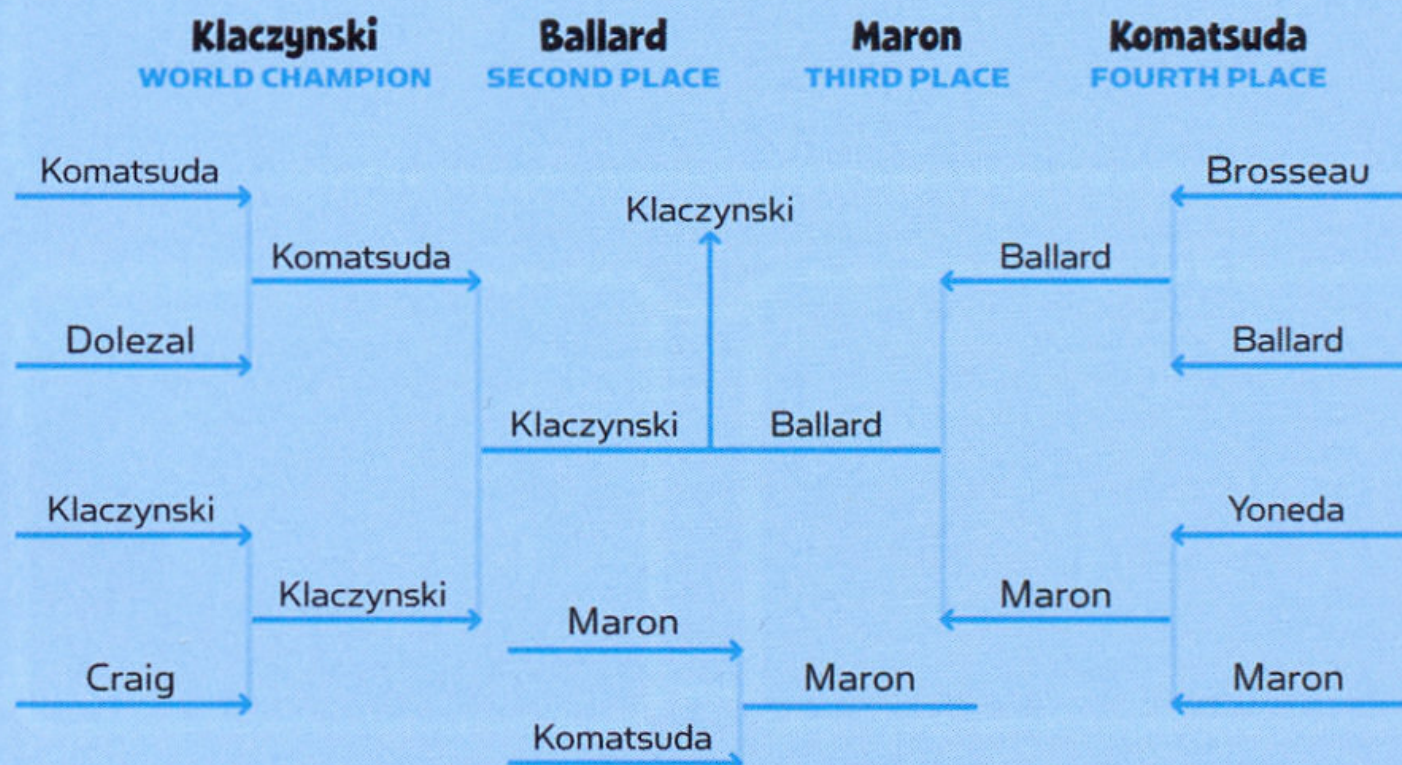 Klaczynski Ballard Maron Komatsuda
WORLD CHAMPION SECOND PLACE THIRD PLACE FOURTH PLACE
Komatsuda
Dolezal
Klaczynski
Craig
Komatsuda
Klaczynski
Klaczynski
Klaczynski
Ballard
Maron
Komatsuda
Maron
Ballard
Maron
Brosseau
Ballard
Yoneda
Maron